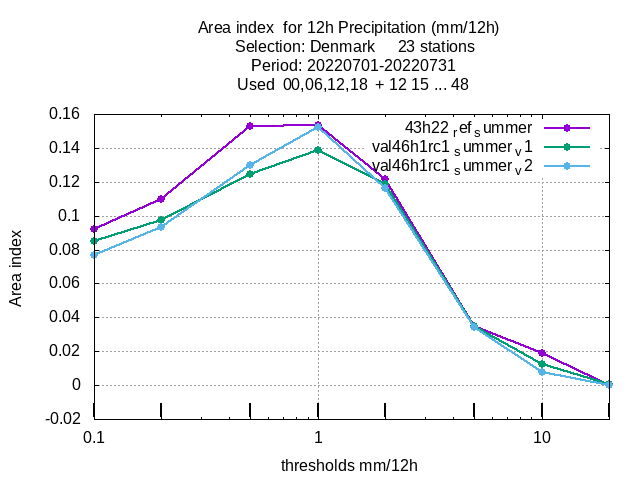 Area index  for 12h Precipitation (mm/12h)
Selection: Denmark     23 stations
Period: 20220701-20220731
Used  00,06,12,18  + 12 15 ... 48
0.16
0.14
0.12
0.1
0.08
0.06
0.04
0.02
0
-0.02
Area index
43h22 ref summer
val46h1rc1 summer v1
val46h1rc1 summer v2
0.1 1 10
thresholds mm/12h